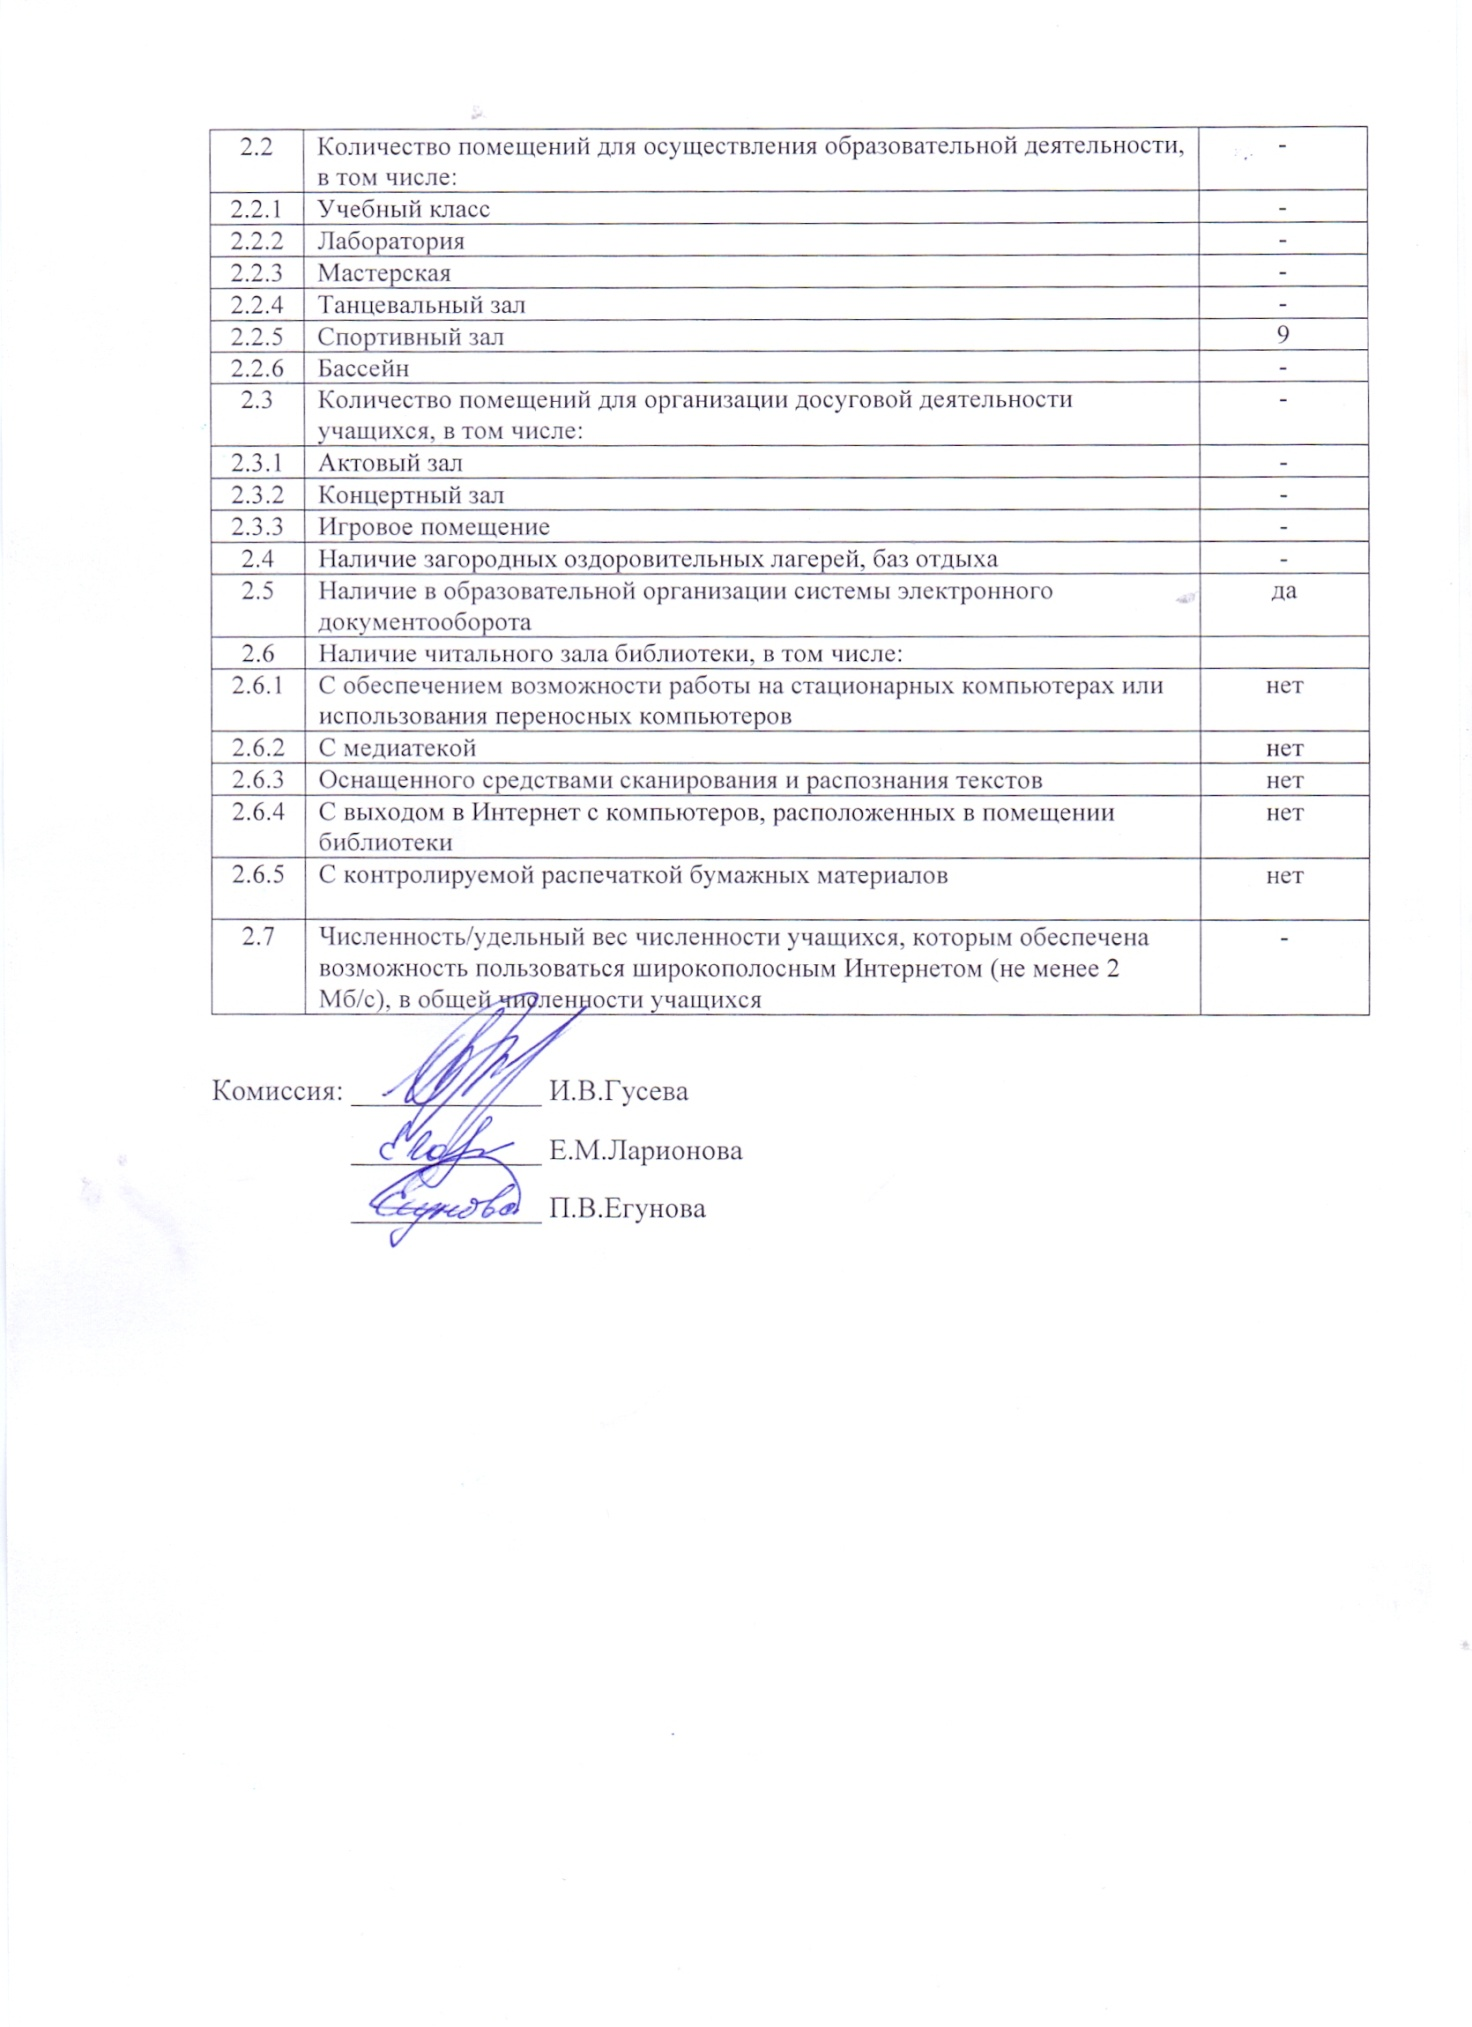 2.2 Количество помещений для осуществления образовательной деятельности, -
в том числе:
2.2.1 Учебный класс -
2.2.2 Лаборатория -
2.2.3 Мастерская -
2.2.4 Танцевальный зал -
2.2.5 Спортивный зал 9
2.2.6 Бассейн -
2.3 Количество помещений для организации досуговой деятельности -
учащихся, в том числе:
2.3.1 Актовый зал -
2.3.2 Концертный зал -
2.3.3 Игровое помещение -
2.4 Наличие загородных оздоровительных лагерей, баз отдыха -
2.5 Наличие в образовательной организации системы электронного да
документооборота
2.6 Наличие читального зала библиотеки, в том числе:
2.6.1 С обеспечением возможности работы на стационарных компьютерах или нет
использования переносных компьютеров
2.6.2 С медиатекой нет
2.6.3 Оснащенного средствами сканирования и распознания текстов нет
2.6.4 С выходом в Интернет с компьютеров, расположенных в помещении нет
библиотеки
2.6.5 С контролируемой распечаткой бумажных материалов нет
2.7 Численность/удельный вес численности учащихся, которым обеспечена -
возможность пользоваться широкополосным Интернетом (не менее 2
Мб/с), в общей численности учащихся
Комиссия: И.В.Гусева
Е.М.Ларионова
Егунова П.В.Егунова